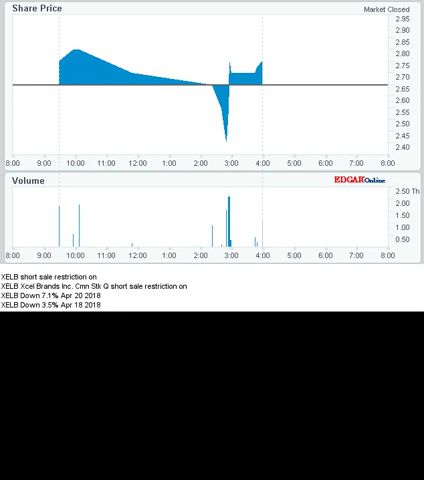 Share Price
Market Closed
2.95
2.90
2.85
2.80
2.75
2.70
2.65
2.60
2.55
2.50
2.45
2.40
8:00 9:00 10:00 11:00 12:00 1:00 2:00 3:00 4:00 5:00 6:00 7:00 8:00
Volume
EDGAROnline
2.50 Th
2.00
1.50
1.00
0.50
8:00 9:00 10:00 11:00 12:00 1:00 2:00 3:00 4:00 5:00 6:00 7:00 8:00
XELB short sale restriction on
XELB Xcel Brands Inc. Cmn Stk Q short sale restriction on
XELB Down 7.1% Apr 20 2018
XELB Down 3.5% Apr 18 2018